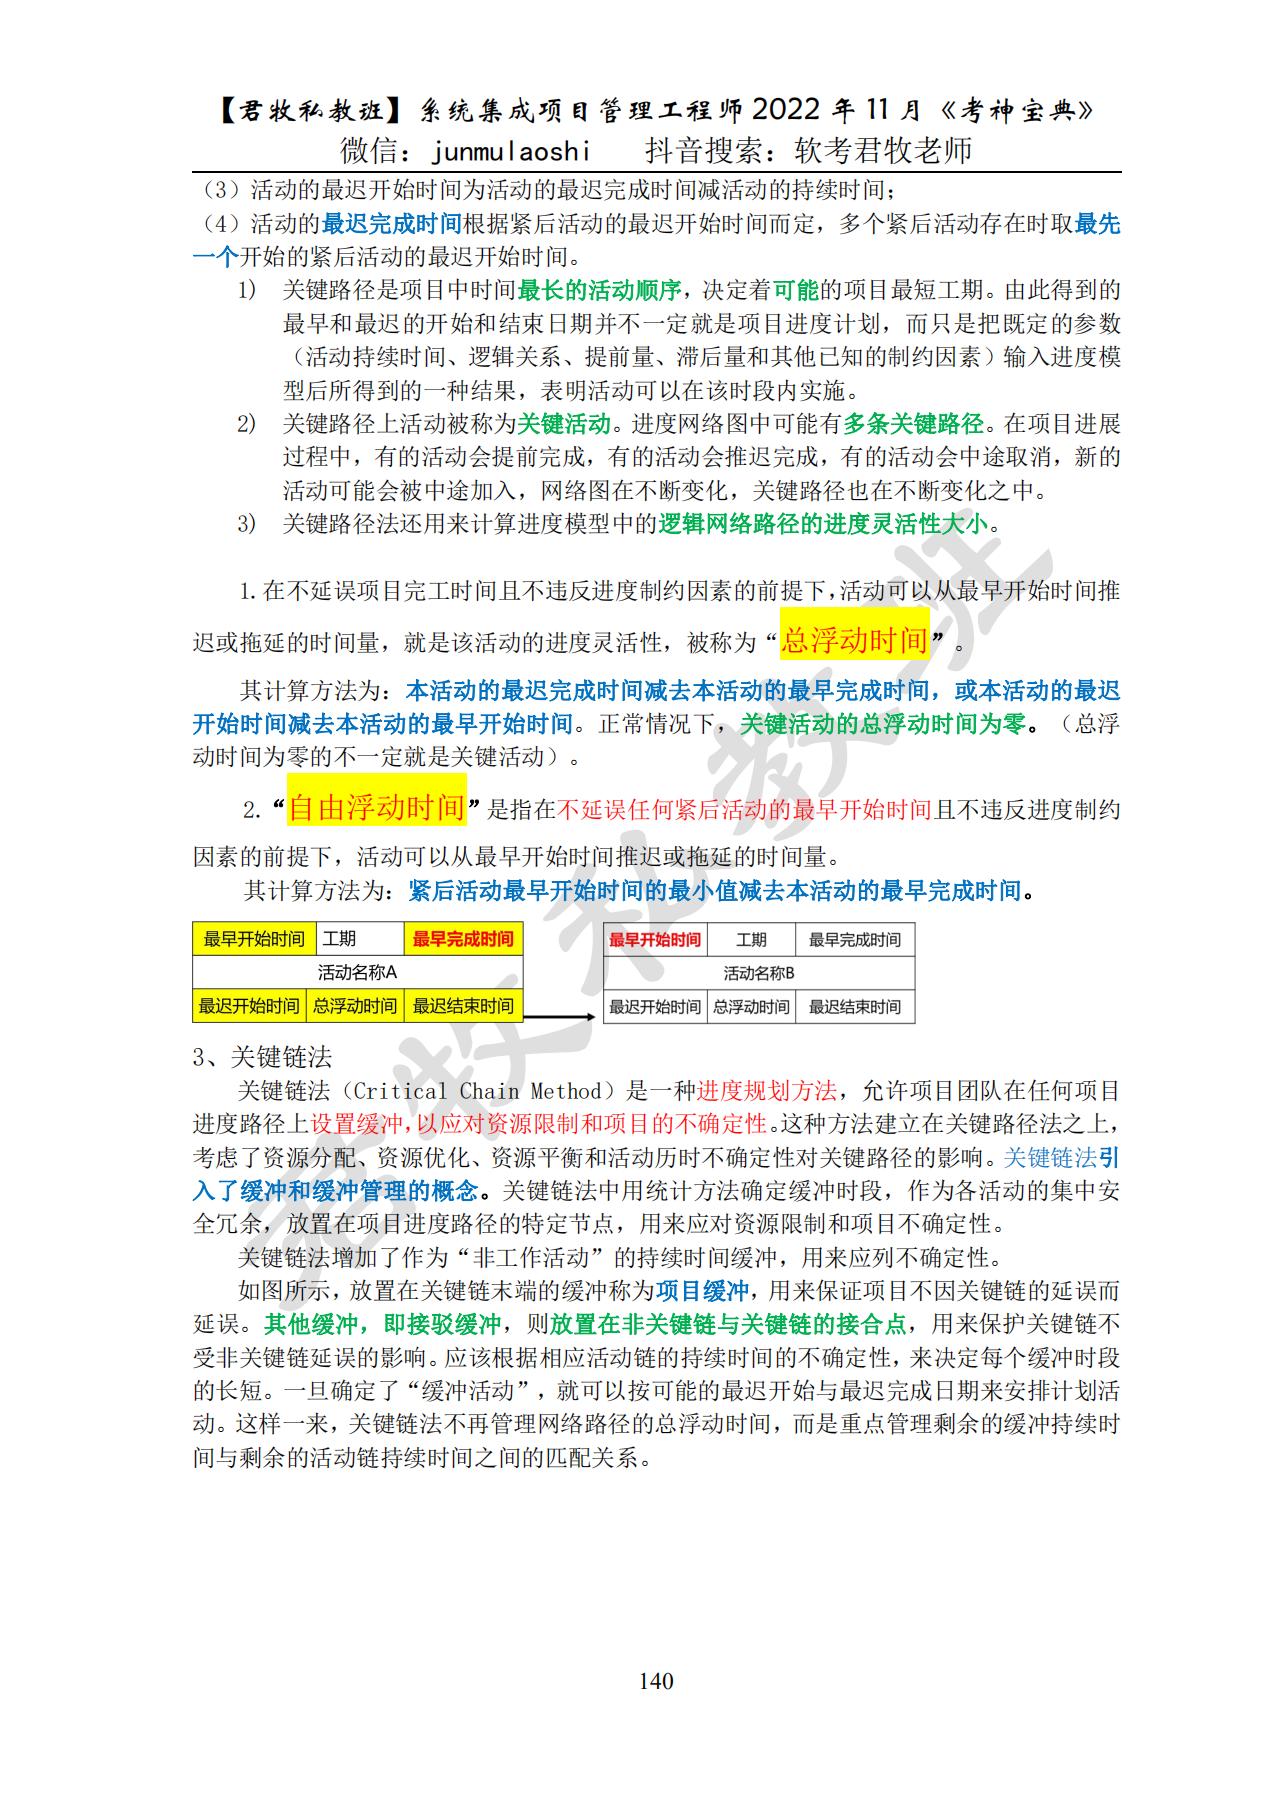 【君牧私教班】系统集成项目管理工程师 2022 年 11 月《考神宝典》
微信：junmulaoshi 抖音搜索：软考君牧老师
（3）活动的最迟开始时间为活动的最迟完成时间减活动的持续时间；
（4）活动的最迟完成时间根据紧后活动的最迟开始时间而定，多个紧后活动存在时取最先
一个开始的紧后活动的最迟开始时间。
1) 关键路径是项目中时间最长的活动顺序，决定着可能的项目最短工期。由此得到的
最早和最迟的开始和结束日期并不一定就是项目进度计划，而只是把既定的参数
（活动持续时间、逻辑关系、提前量、滞后量和其他已知的制约因素）输入进度模
型后所得到的一种结果，表明活动可以在该时段内实施。
2) 关键路径上活动被称为关键活动。进度网络图中可能有多条关键路径。在项目进展
过程中，有的活动会提前完成，有的活动会推迟完成，有的活动会中途取消，新的
活动可能会被中途加入，网络图在不断变化，关键路径也在不断变化之中。
3) 关键路径法还用来计算进度模型中的逻辑网络路径的进度灵活性大小。
1.在不延误项目完工时间且不违反进度制约因素的前提下，活动可以从最早开始时间推
迟或拖延的时间量，就是该活动的进度灵活性，被称为“总浮动时间”。
其计算方法为：本活动的最迟完成时间减去本活动的最早完成时间，或本活动的最迟
开始时间减去本活动的最早开始时间。正常情况下，关键活动的总浮动时间为零。（总浮
动时间为零的不一定就是关键活动）。
2.“自由浮动时间”是指在不延误任何紧后活动的最早开始时间且不违反进度制约
因素的前提下，活动可以从最早开始时间推迟或拖延的时间量。
其计算方法为：紧后活动最早开始时间的最小值减去本活动的最早完成时间。
最早开始时间 工期 最早完成时间
活动名称A
最迟开始时间 总浮动时间 最迟结束时间
最早开始时间 工期 最早完成时间
活动名称B
最迟开始时间 总浮动时间 最迟结束时间
3、关键链法
关键链法（Critical Chain Method）是一种进度规划方法，允许项目团队在任何项目
进度路径上设置缓冲，以应对资源限制和项目的不确定性。这种方法建立在关键路径法之上，
考虑了资源分配、资源优化、资源平衡和活动历时不确定性对关键路径的影响。关键链法引
入了缓冲和缓冲管理的概念。关键链法中用统计方法确定缓冲时段，作为各活动的集中安
全冗余，放置在项目进度路径的特定节点，用来应对资源限制和项目不确定性。
关键链法增加了作为“非工作活动”的持续时间缓冲，用来应列不确定性。
如图所示，放置在关键链末端的缓冲称为项目缓冲，用来保证项目不因关键链的延误而
延误。其他缓冲，即接驳缓冲，则放置在非关键链与关键链的接合点，用来保护关键链不
受非关键链延误的影响。应该根据相应活动链的持续时间的不确定性，来决定每个缓冲时段
的长短。一旦确定了“缓冲活动”，就可以按可能的最迟开始与最迟完成日期来安排计划活
动。这样一来，关键链法不再管理网络路径的总浮动时间，而是重点管理剩余的缓冲持续时
间与剩余的活动链持续时间之间的匹配关系。
君牧私教班
140